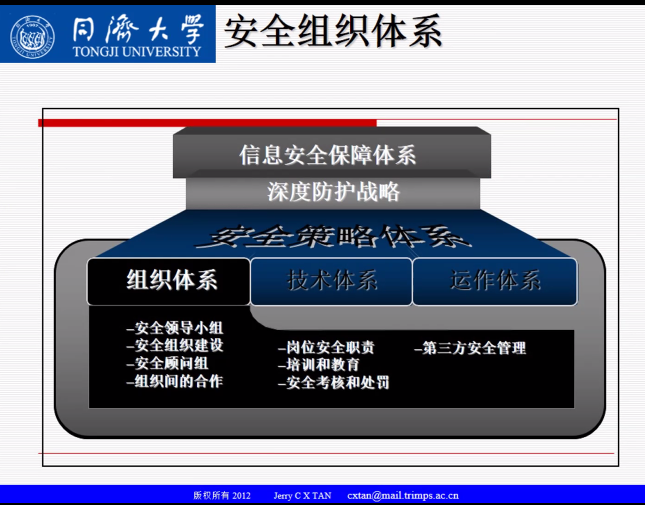 同濟大学
TONGJI UNIVERSITY
安全组织体系
信息安全保障体系
深度防护战略
安全策略体系
组织体系
技术体系
运作体系
–安全领导小组
–安全组织建设
–安全顾问组
–组织间的合作
–岗位安全职责
–培训和教育
–安全考核和处罚
–第三方安全管理
版权所有 2012 Jerry C X TAN cxtan@mail.trimps.ac.cn